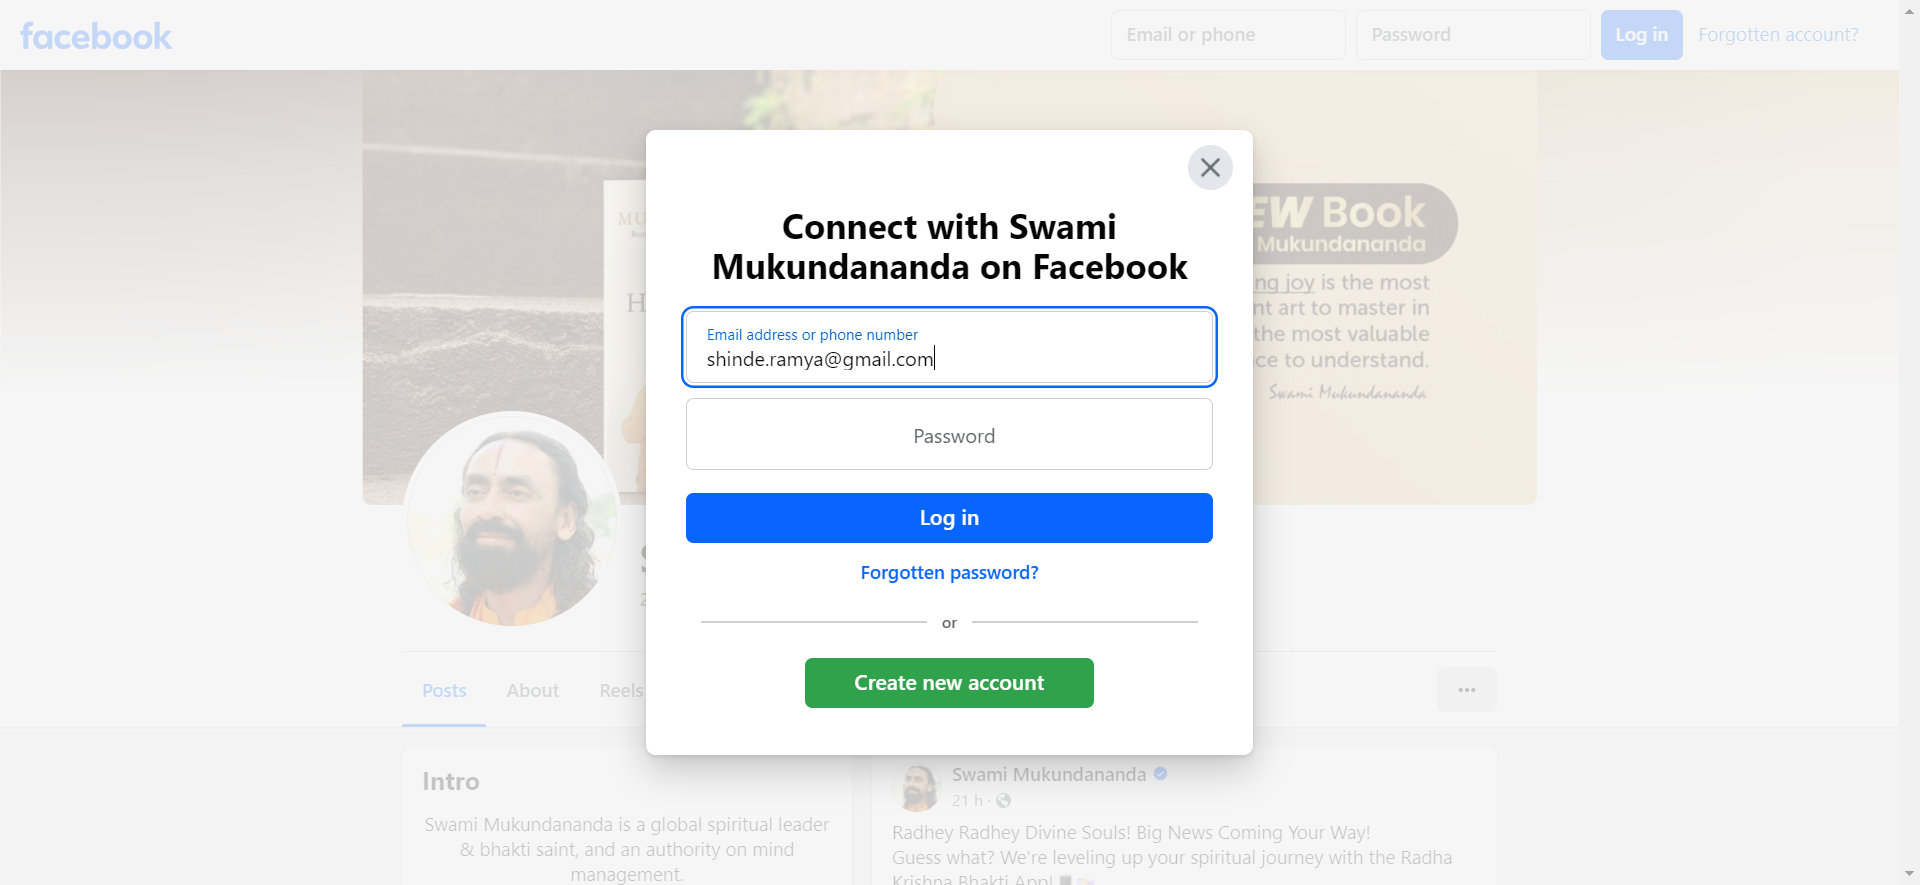 facebook
Email or phone
Password
Log in
Forgotten account?
EW Book
Mukundananda
ng joy is the most
nt art to master in
the most valuable
ce to understand.
Swami Mukundananda
MU
H
Connect with Swami
Mukundananda on Facebook
Email address or phone number
shinde.ramya@gmail.com
Password
Log in
Forgotten password?
or
Create new account
Posts
About
Reels
Intro
Swami Mukundananda is a global spiritual leader
& bhakti saint, and an authority on mind
management.
Swami Mukundananda
21 h ·
Radhey Radhey Divine Souls! Big News Coming Your Way!
Guess what? We're leveling up your spiritual journey with the Radha
Krishna Bhakti App!